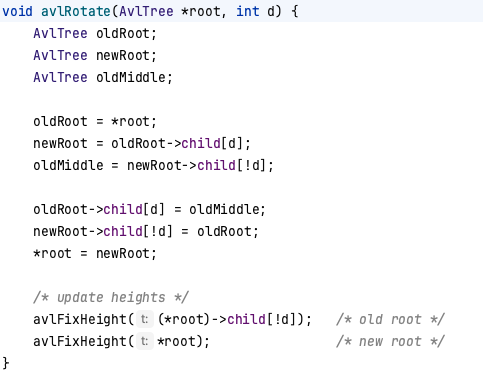 void avlRotate(AvlTree *root, int d) {
    AvlTree oldRoot;
    AvlTree newRoot;
    AvlTree oldMiddle;

    oldRoot = *root;
    newRoot = oldRoot->child[d];
    oldMiddle = newRoot->child[!d];

    oldRoot->child[d] = oldMiddle;
    newRoot->child[!d] = oldRoot;
    *root = newRoot;

    /* update heights */
    avlFixHeight( t: (*root)->child[!d]);   /* old root */
    avlFixHeight( t: *root);                /* new root */
}